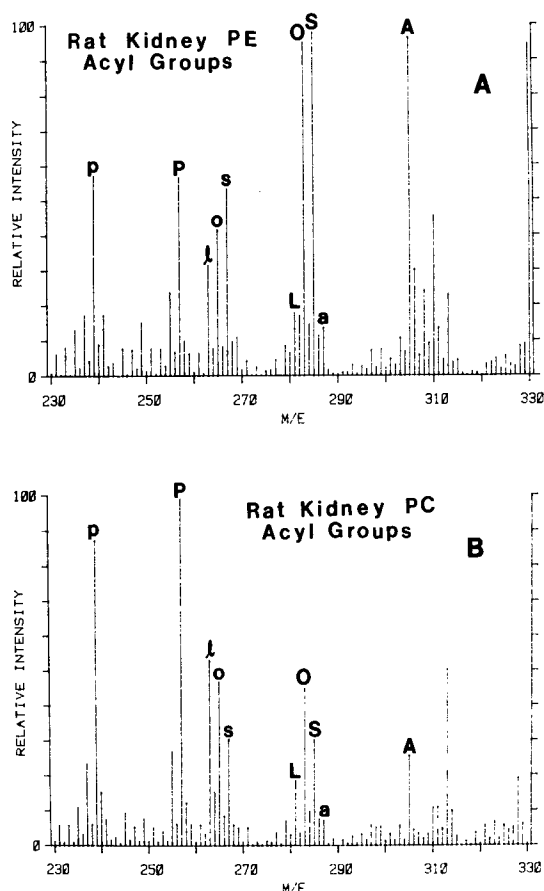 100
Rat Kidney PE
Acyl Groups
O S A
A
p P s
o
ℓ
L a
RELATIVE INTENSITY
0
230 250 270 290 310 330
M/E
100
P
Rat Kidney PC
Acyl Groups
p
B
ℓ
o O
s S
L A
a
RELATIVE INTENSITY
0
230 250 270 290 310 330
M/E